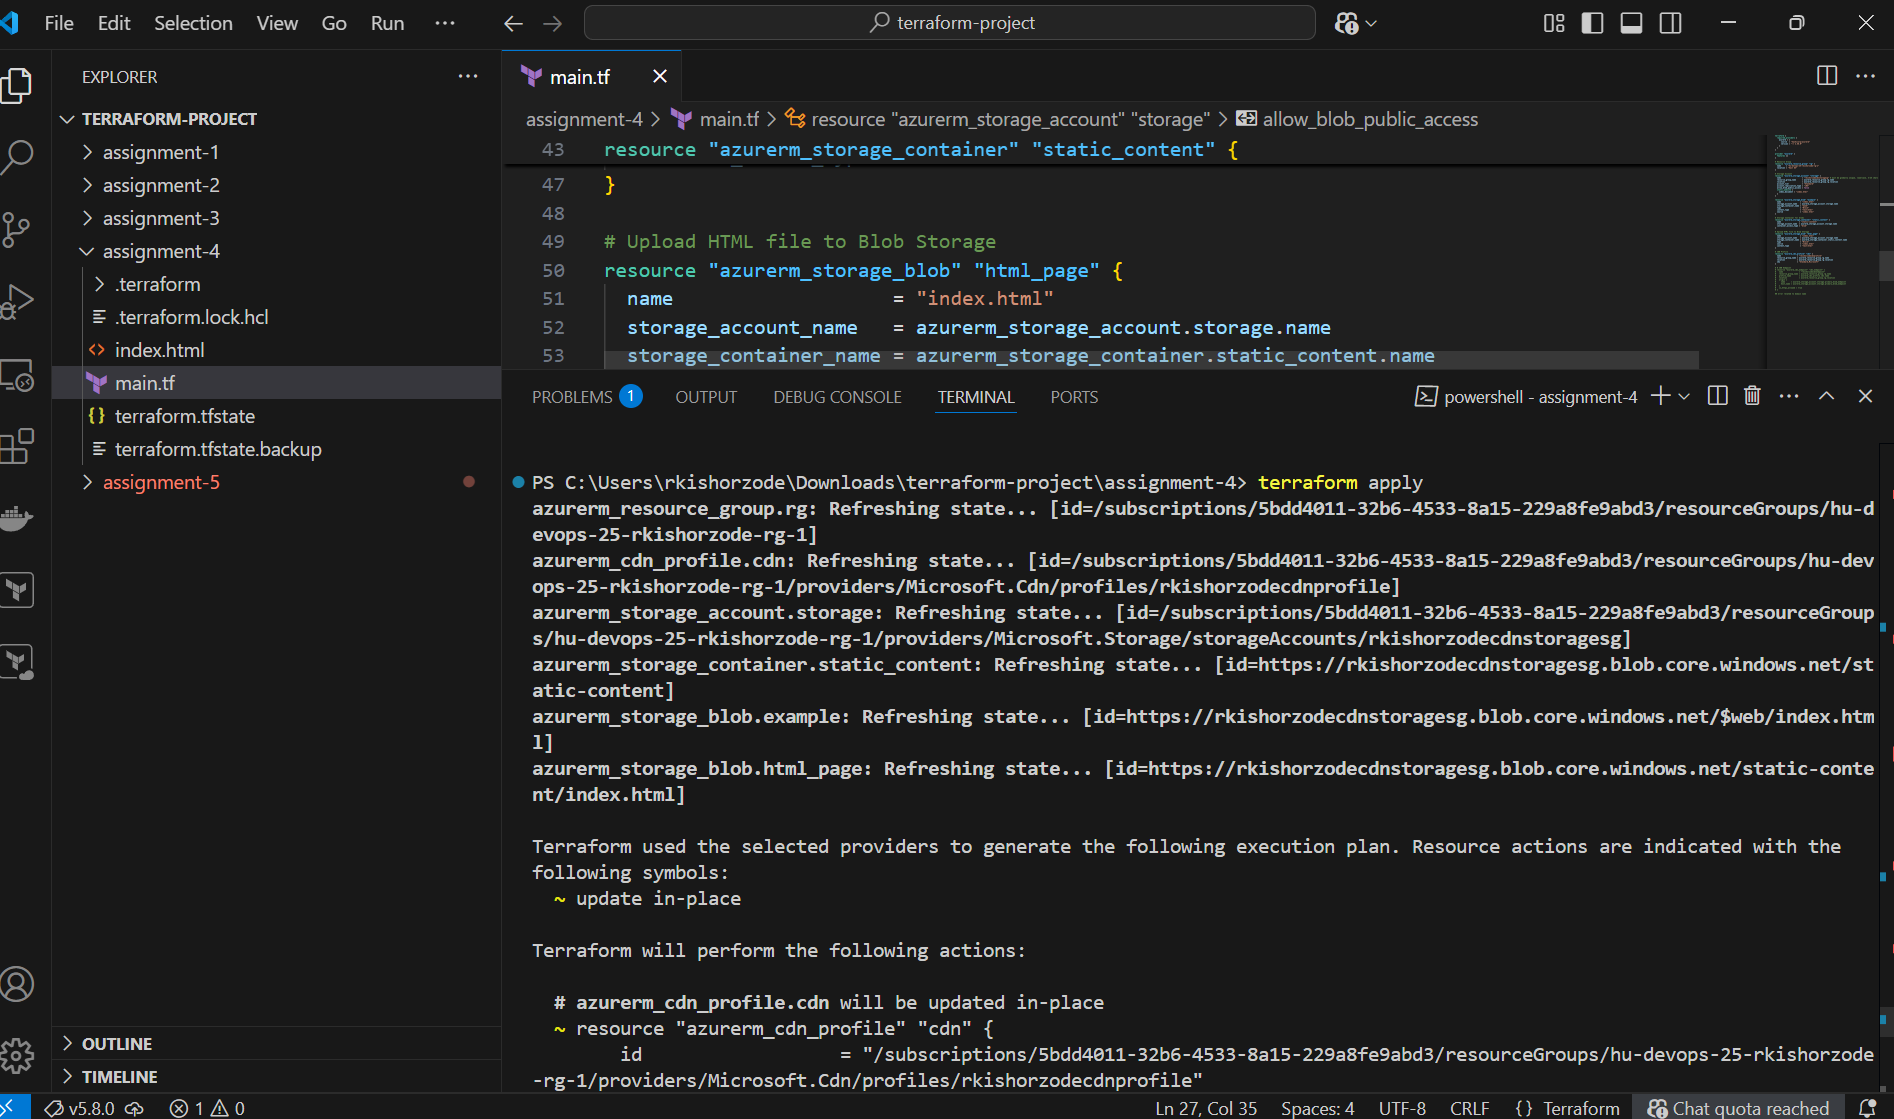 File Edit Selection View Go Run ···
terraform-project
EXPLORER ···
TERRAFORM-PROJECT
assignment-1
assignment-2
assignment-3
assignment-4
.terraform
.terraform.lock.hcl
index.html
main.tf
terraform.tfstate
terraform.tfstate.backup
assignment-5
OUTLINE
TIMELINE
main.tf
assignment-4 > main.tf > resource "azurerm_storage_account" "storage" > allow_blob_public_access
43 resource "azurerm_storage_container" "static_content" {
47 }
48
49 # Upload HTML file to Blob Storage
50 resource "azurerm_storage_blob" "html_page" {
51 name = "index.html"
52 storage_account_name = azurerm_storage_account.storage.name
53 storage_container_name = azurerm_storage_container.static_content.name
PROBLEMS 1 OUTPUT DEBUG CONSOLE TERMINAL PORTS powershell - assignment-4
PS C:\Users\rkishorzode\Downloads\terraform-project\assignment-4> terraform apply
azurerm_resource_group.rg: Refreshing state... [id=/subscriptions/5bdd4011-32b6-4533-8a15-229a8fe9abd3/resourceGroups/hu-d
evops-25-rkishorzode-rg-1]
azurerm_cdn_profile.cdn: Refreshing state... [id=/subscriptions/5bdd4011-32b6-4533-8a15-229a8fe9abd3/resourceGroups/hu-dev
ops-25-rkishorzode-rg-1/providers/Microsoft.Cdn/profiles/rkishorzodecdnprofile]
azurerm_storage_account.storage: Refreshing state... [id=/subscriptions/5bdd4011-32b6-4533-8a15-229a8fe9abd3/resourceGroup
s/hu-devops-25-rkishorzode-rg-1/providers/Microsoft.Storage/storageAccounts/rkishorzodecdnstoragesg]
azurerm_storage_container.static_content: Refreshing state... [id=https://rkishorzodecdnstoragesg.blob.core.windows.net/st
atic-content]
azurerm_storage_blob.example: Refreshing state... [id=https://rkishorzodecdnstoragesg.blob.core.windows.net/$web/index.htm
l]
azurerm_storage_blob.html_page: Refreshing state... [id=https://rkishorzodecdnstoragesg.blob.core.windows.net/static-conte
nt/index.html]
Terraform used the selected providers to generate the following execution plan. Resource actions are indicated with the
following symbols:
~ update in-place
Terraform will perform the following actions:
# azurerm_cdn_profile.cdn will be updated in-place
~ resource "azurerm_cdn_profile" "cdn" {
id = "/subscriptions/5bdd4011-32b6-4533-8a15-229a8fe9abd3/resourceGroups/hu-devops-25-rkishorzode
-rg-1/providers/Microsoft.Cdn/profiles/rkishorzodecdnprofile"
v5.8.0 1 0 Ln 27, Col 35 Spaces: 4 UTF-8 CRLF {} Terraform Chat quota reached